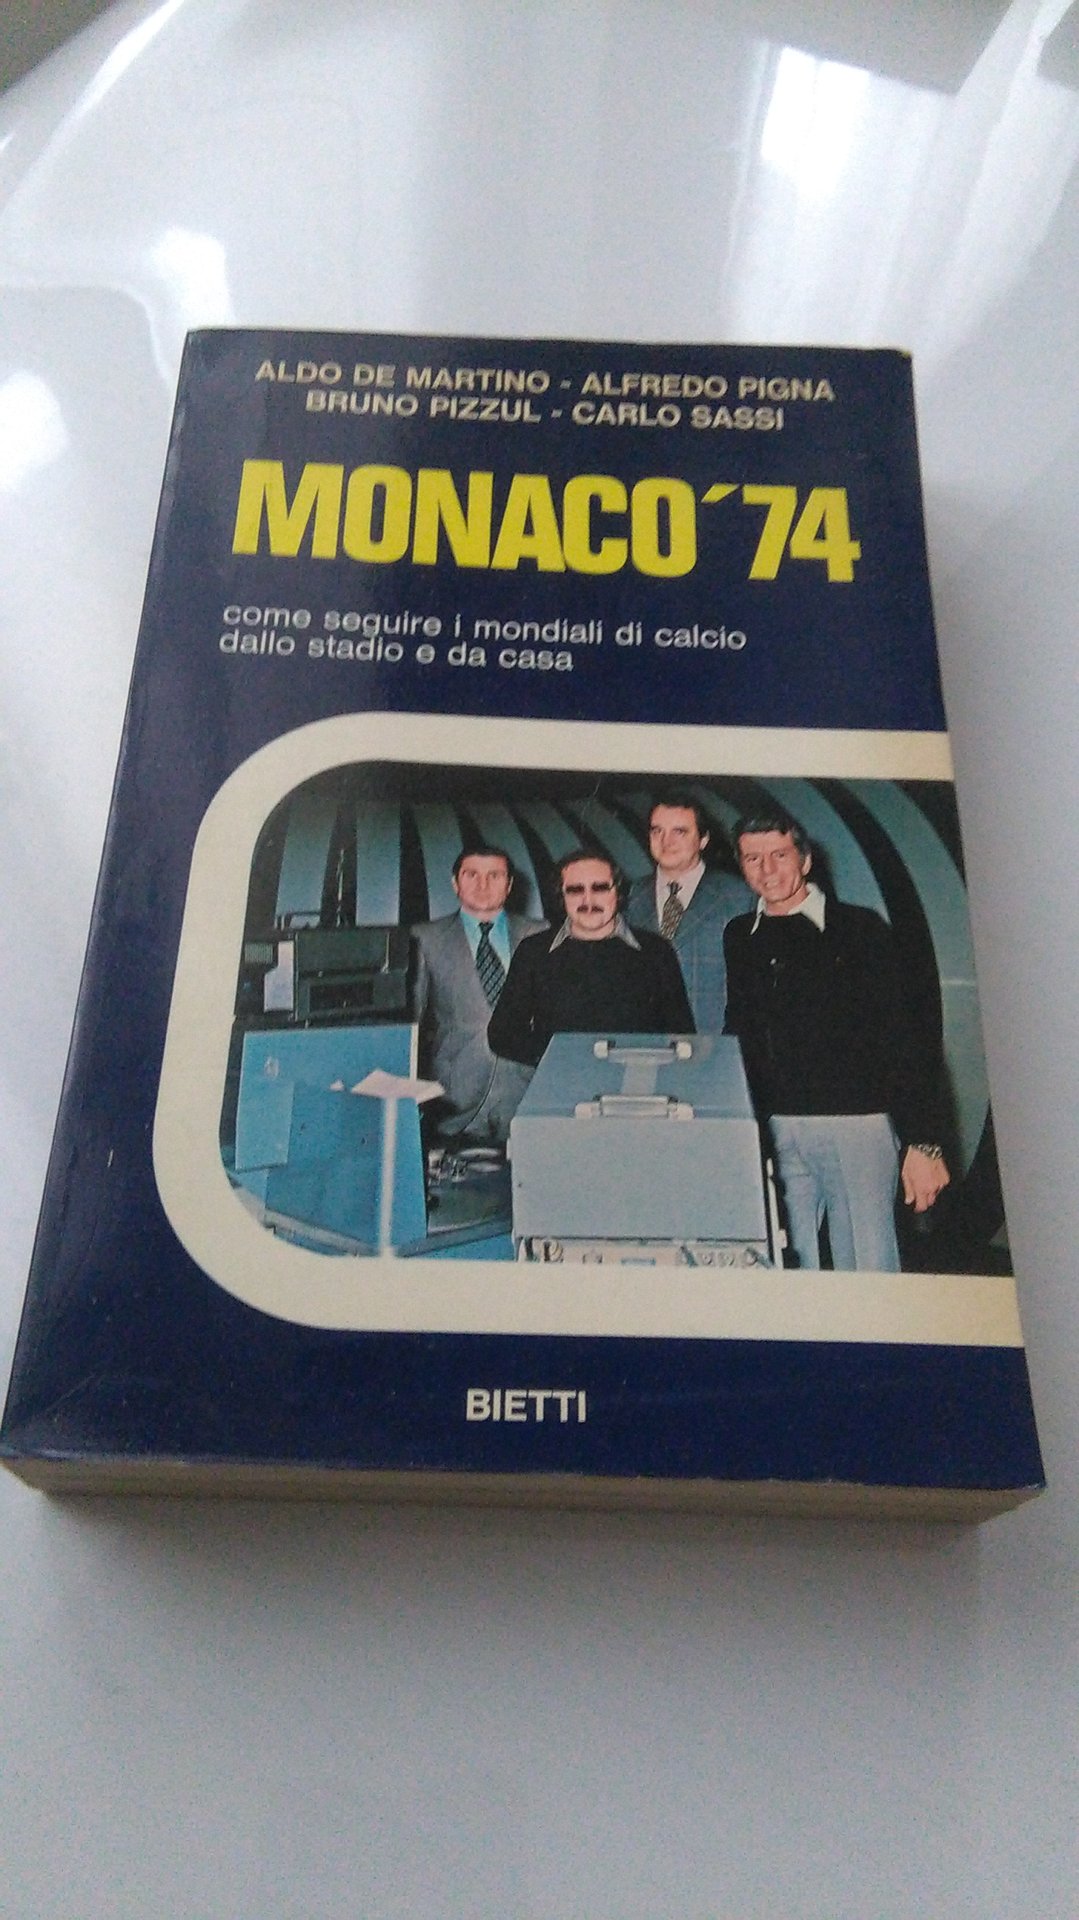 ALDO DE MARTINO - ALFREDO PIGNA
BRUNO PIZZUL - CARLO SASSI
MONACO ´74
come seguire i mondiali di calcio
dallo stadio e da casa
BIETTI